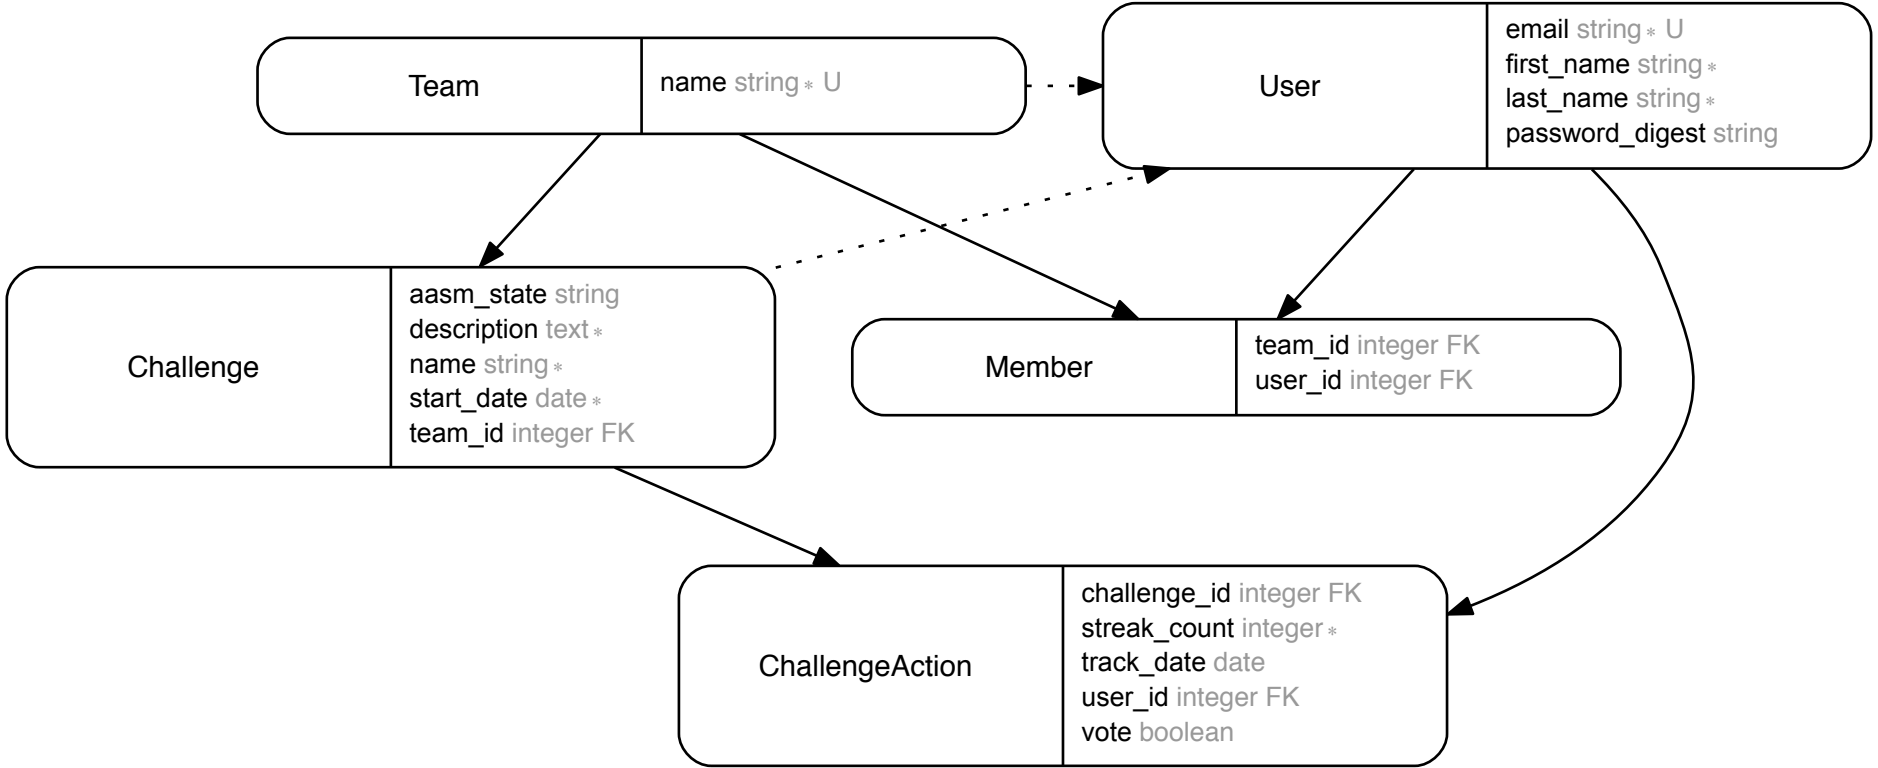 Team
name string* U
User
email string* U
first_name string*
last_name string*
password_digest string
Challenge
aasm_state string
description text*
name string*
start_date date*
team_id integer FK
Member
team_id integer FK
user_id integer FK
ChallengeAction
challenge_id integer FK
streak_count integer*
track_date date
user_id integer FK
vote boolean